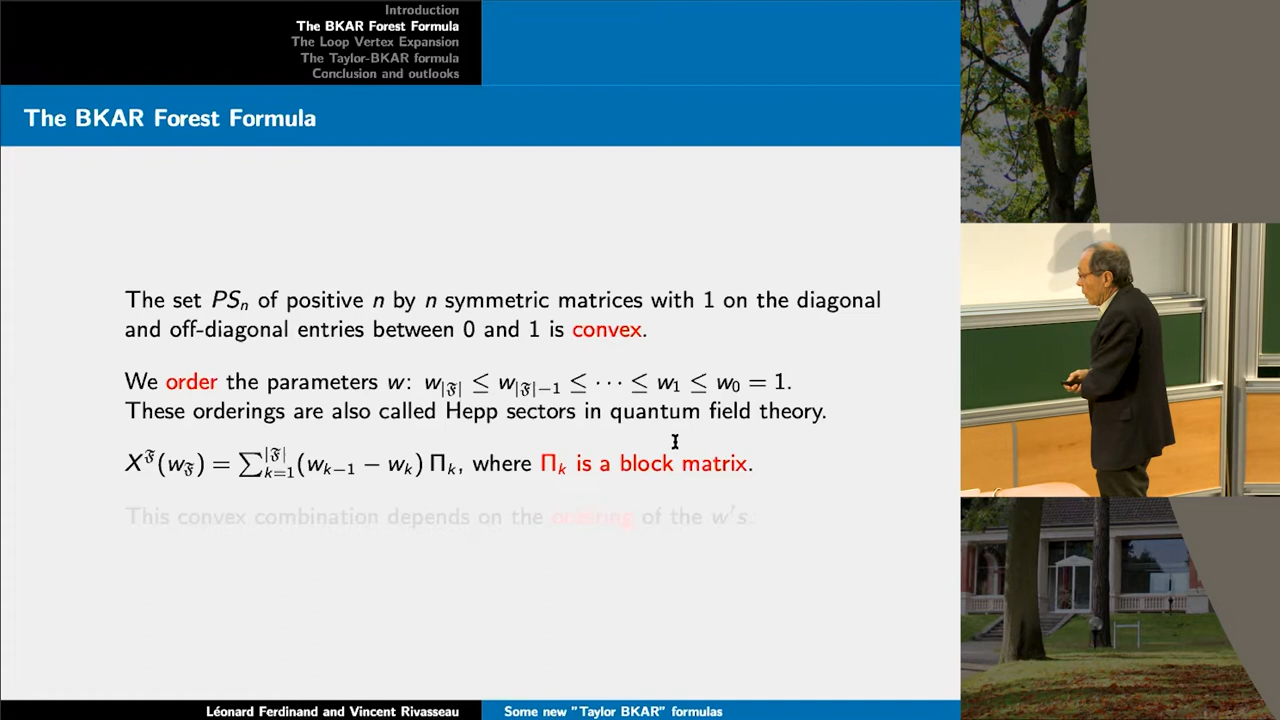 Introduction
The BKAR Forest Formula
The Loop Vertex Expansion
The Taylor-BKAR formula
Conclusion and outlooks
The BKAR Forest Formula
The set PSₙ of positive n by n symmetric matrices with 1 on the diagonal
and off-diagonal entries between 0 and 1 is convex.
We order the parameters w: w_{|𝔉|} ≤ w_{|𝔉|−1} ≤ ⋯ ≤ w₁ ≤ w₀ = 1.
These orderings are also called Hepp sectors in quantum field theory.
X^𝔉(w_𝔉) = ∑_{k=1}^{|𝔉|}(w_{k−1} − w_k) Π_k, where Π_k is a block matrix.
This convex combination depends on the ordering of the w's.
Léonard Ferdinand and Vincent Rivasseau
Some new "Taylor BKAR" formulas